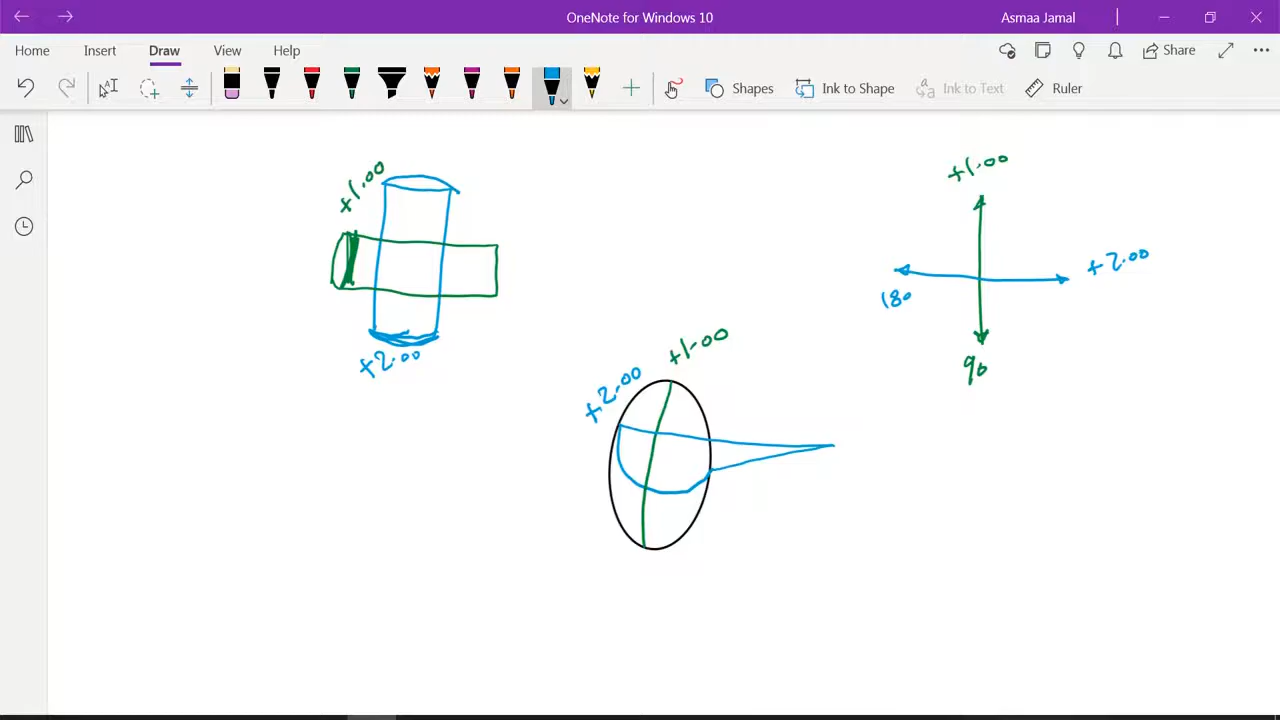 OneNote for Windows 10
Asmaa Jamal
Home Insert Draw View Help
Share
Shapes Ink to Shape Ink to Text Ruler
+1.00
+2.00
+1.00
+2.00
180
90
+1.00
+2.00